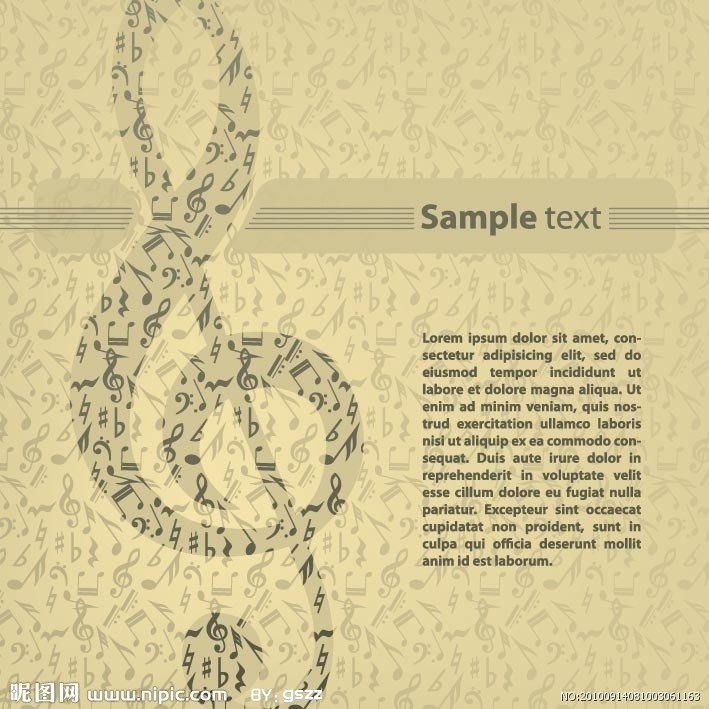 Sample text
Lorem ipsum dolor sit amet, con-
sectetur adipisicing elit, sed do
eiusmod tempor incididunt ut
labore et dolore magna aliqua. Ut
enim ad minim veniam, quis nos-
trud exercitation ullamco laboris
nisi ut aliquip ex ea commodo con-
sequat. Duis aute irure dolor in
reprehenderit in voluptate velit
esse cillum dolore eu fugiat nulla
pariatur. Excepteur sint occaecat
cupidatat non proident, sunt in
culpa qui officia deserunt mollit
anim id est laborum.
昵图网 www.nipic.com BY: gszz
NO:20100914081003061163